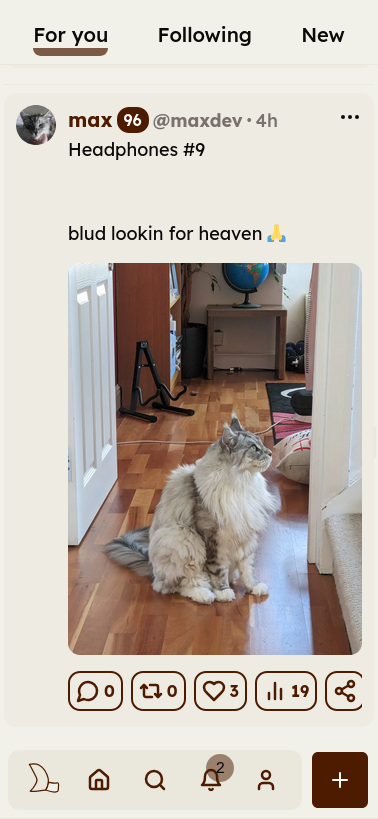 For you Following New
max 96 @maxdev · 4h
Headphones #9
blud lookin for heaven🙏
0 0 3 19
2